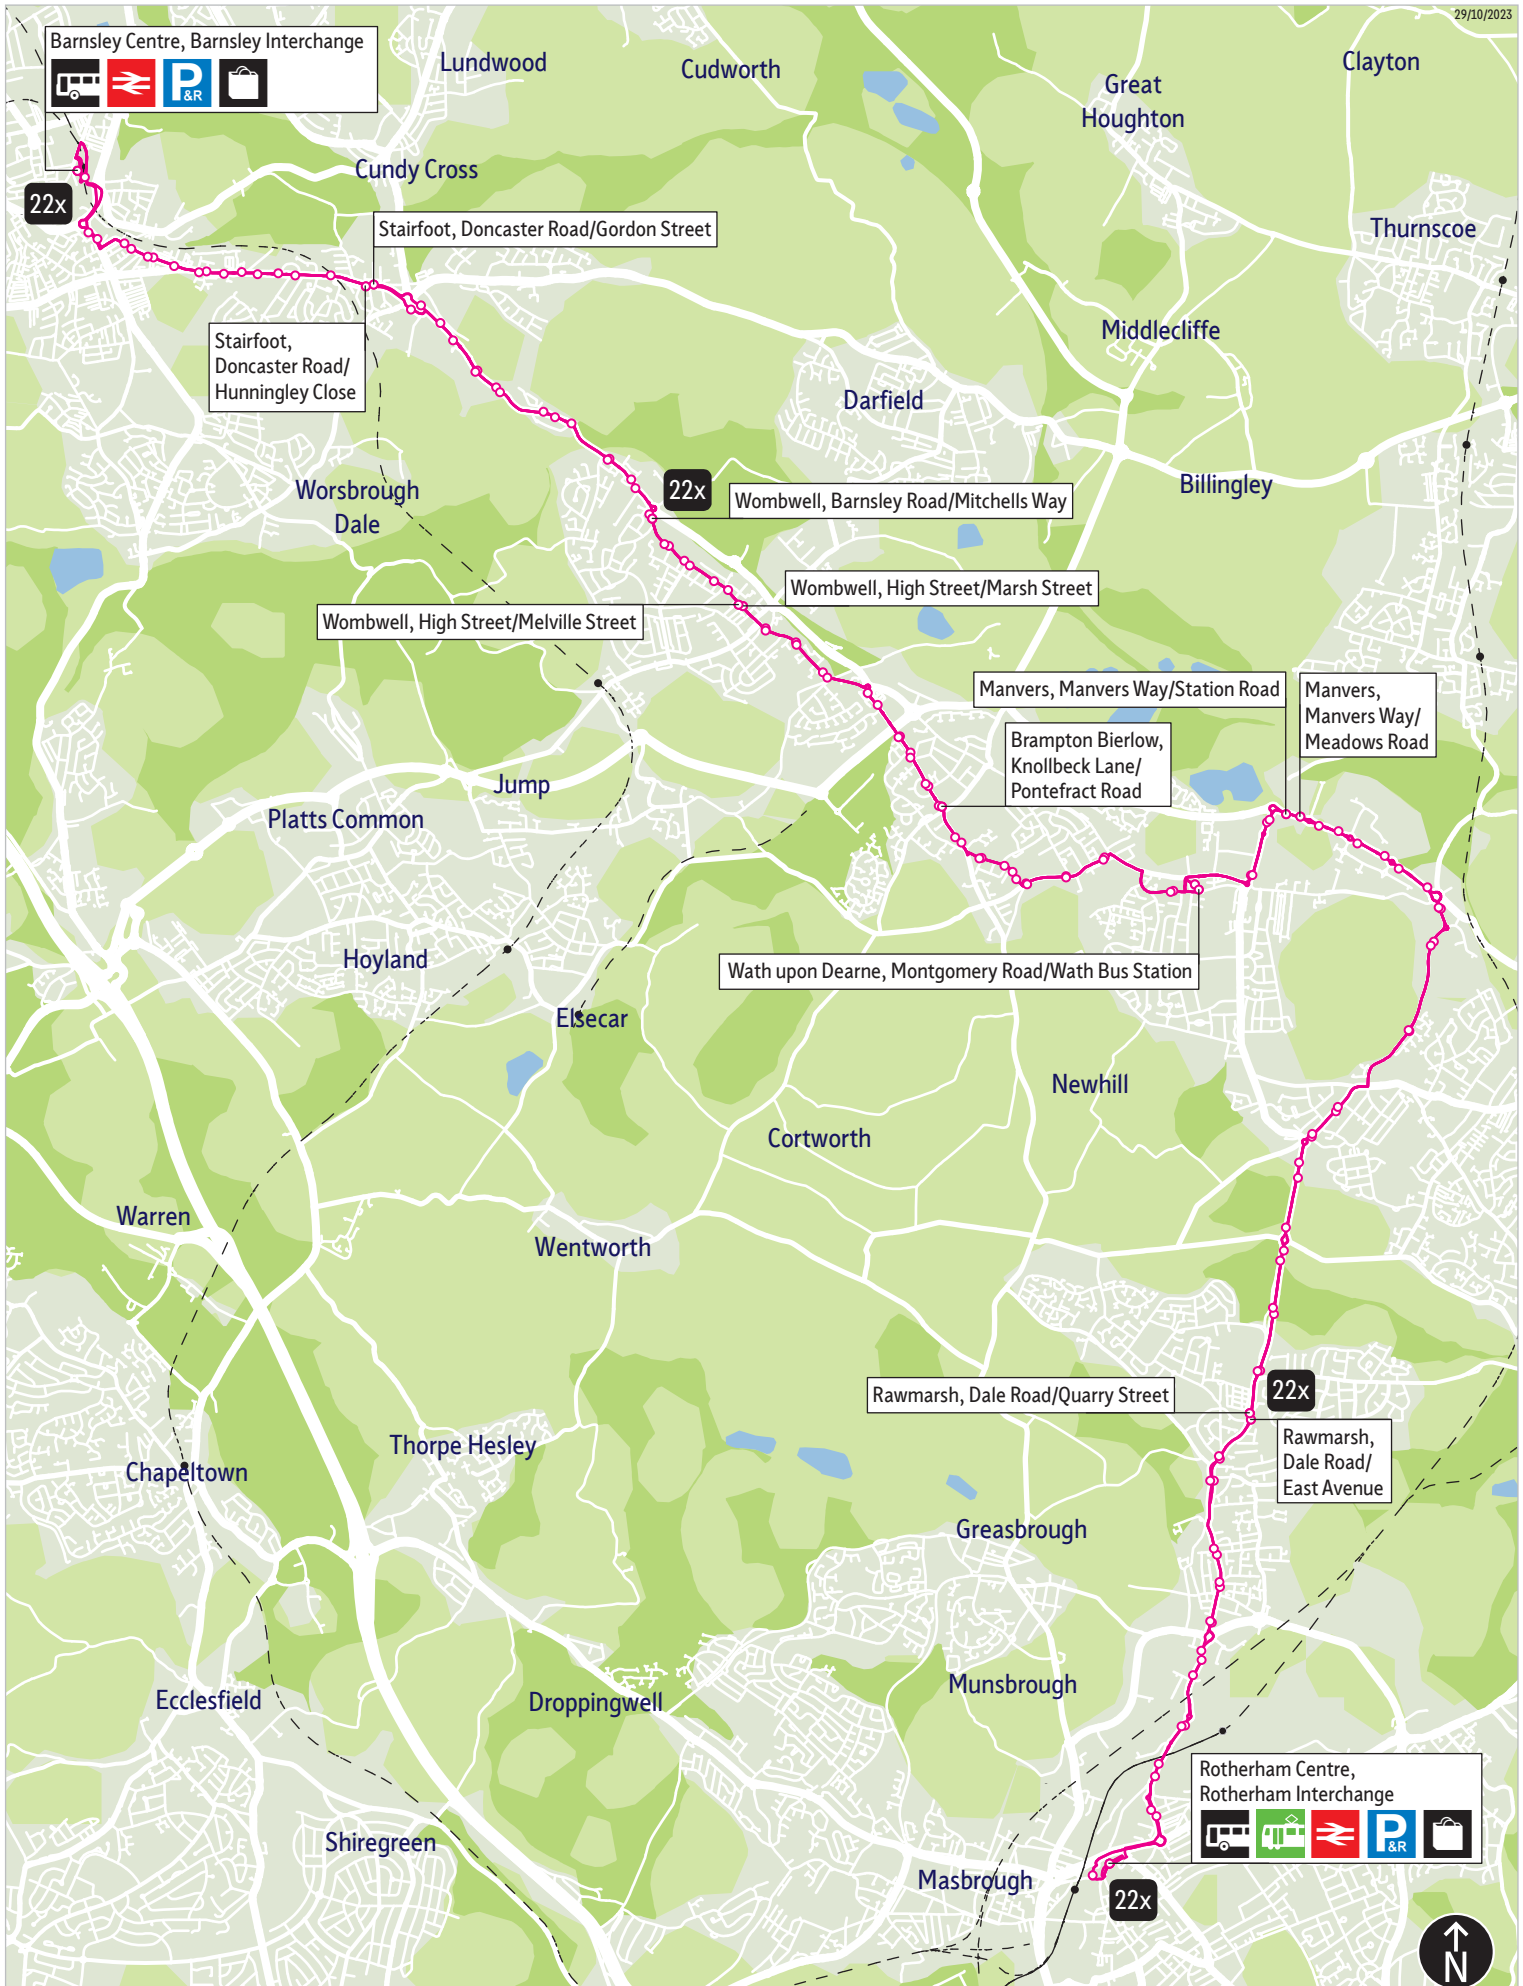 29/10/2023
Barnsley Centre, Barnsley Interchange
P
&R
Lundwood
Cudworth
Clayton
Great
Houghton
Cundy Cross
22x
Stairfoot, Doncaster Road/Gordon Street
Thurnscoe
Stairfoot,
Doncaster Road/
Hunningley Close
Middlecliffe
Darfield
Worsbrough
Dale
22x
Wombwell, Barnsley Road/Mitchells Way
Billingley
Wombwell, High Street/Marsh Street
Wombwell, High Street/Melville Street
Manvers, Manvers Way/Station Road
Manvers,
Manvers Way/
Meadows Road
Brampton Bierlow,
Knollbeck Lane/
Pontefract Road
Jump
Platts Common
Hoyland
Wath upon Dearne, Montgomery Road/Wath Bus Station
Elsecar
Newhill
Cortworth
Warren
Wentworth
Rawmarsh, Dale Road/Quarry Street
22x
Rawmarsh,
Dale Road/
East Avenue
Thorpe Hesley
Chapeltown
Greasbrough
Munsbrough
Ecclesfield
Droppingwell
Rotherham Centre,
Rotherham Interchange
P
&R
Shiregreen
Masbrough
22x
N